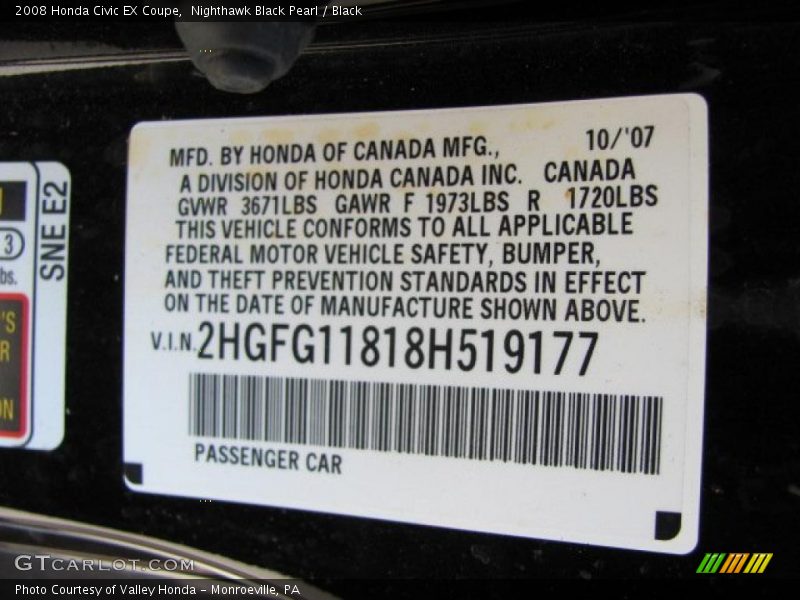 2008 Honda Civic EX Coupe,  Nighthawk Black Pearl / Black
MFD. BY HONDA OF CANADA MFG., 10/'07
A DIVISION OF HONDA CANADA INC. CANADA
GVWR 3671LBS GAWR F 1973LBS R 1720LBS
THIS VEHICLE CONFORMS TO ALL APPLICABLE
FEDERAL MOTOR VEHICLE SAFETY, BUMPER,
AND THEFT PREVENTION STANDARDS IN EFFECT
ON THE DATE OF MANUFACTURE SHOWN ABOVE.
V.I.N. 2HGFG11818H519177
PASSENGER CAR
SNE E2
3
lbs.
'S
R
ON
GTCARLOT.COM
Photo Courtesy of Valley Honda - Monroeville, PA